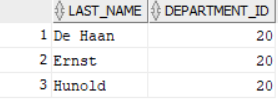 LAST_NAME DEPARTMENT_ID
1 De Haan 20
2 Ernst 20
3 Hunold 20